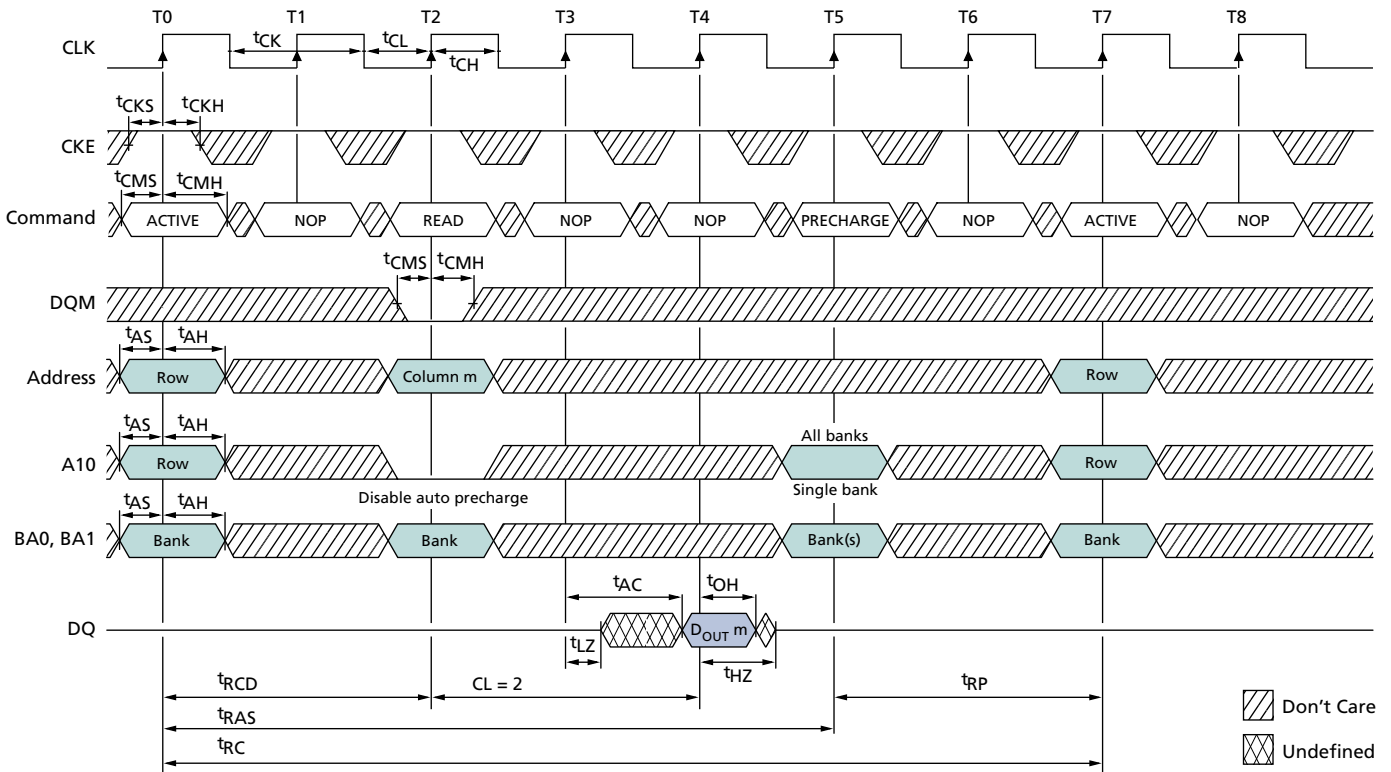 T0 T1 T2 T3 T4 T5 T6 T7 T8
CLK
tCK tCL
tCH
tCKS tCKH
CKE
tCMS tCMH
Command ACTIVE NOP READ NOP NOP PRECHARGE NOP ACTIVE NOP
tCMS tCMH
DQM
tAS tAH
Address Row Column m Row
tAS tAH
All banks
A10 Row Row
Disable auto precharge Single bank
tAS tAH
BA0, BA1 Bank Bank Bank(s) Bank
tAC tOH
DQ DOUT m
tLZ tHZ
tRCD CL = 2 tRP
tRAS
tRC
Don't Care
Undefined